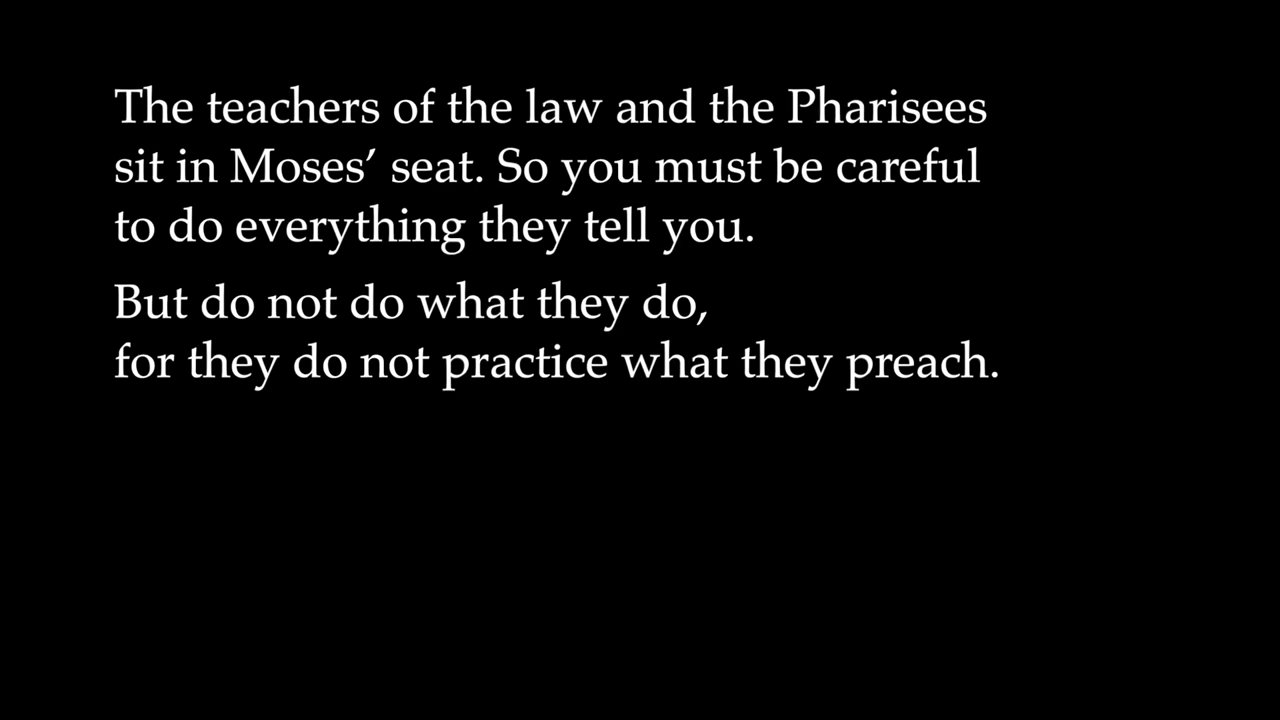 The teachers of the law and the Pharisees
sit in Moses’ seat. So you must be careful
to do everything they tell you.
But do not do what they do,
for they do not practice what they preach.